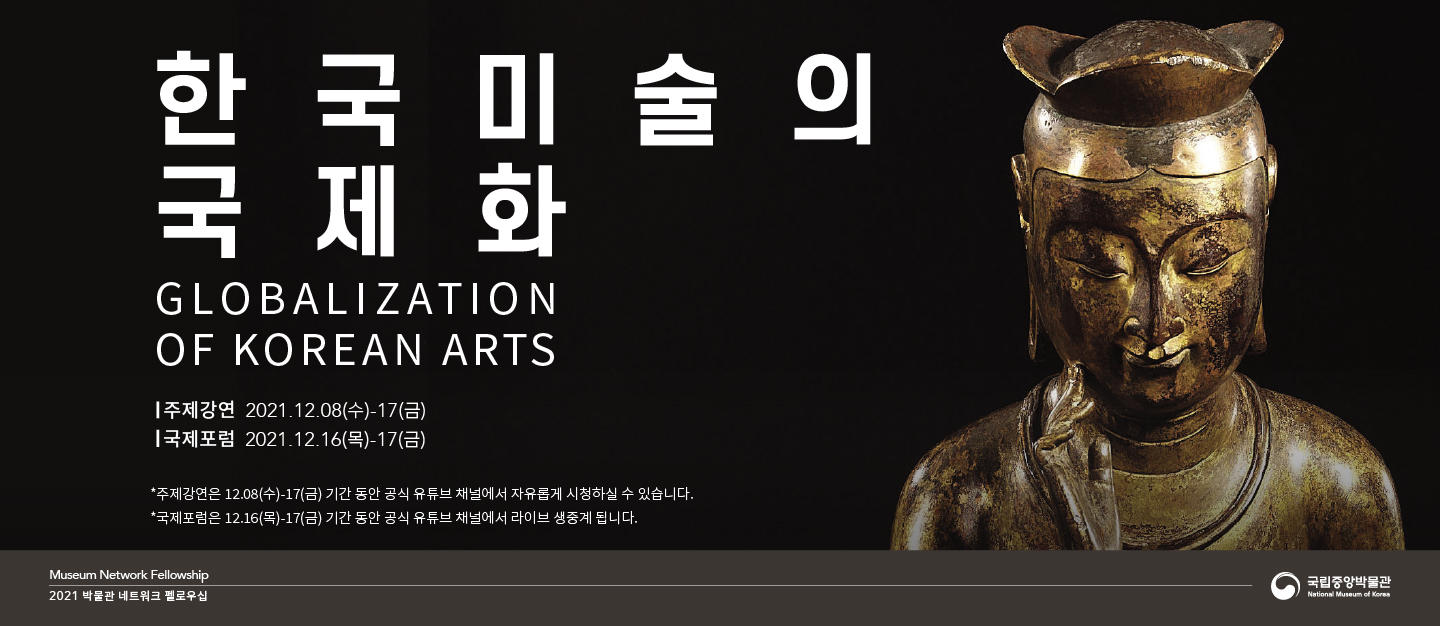 한국미술의
국제화
GLOBALIZATION
OF KOREAN ARTS
주제강연 2021.12.08(수)-17(금)
국제포럼 2021.12.16(목)-17(금)
*주제강연은 12.08(수)-17(금) 기간 동안 공식 유튜브 채널에서 자유롭게 시청하실 수 있습니다.
*국제포럼은 12.16(목)-17(금) 기간 동안 공식 유튜브 채널에서 라이브 생중계 됩니다.
Museum Network Fellowship
2021 박물관 네트워크 펠로우십
국립중앙박물관
National Museum of Korea